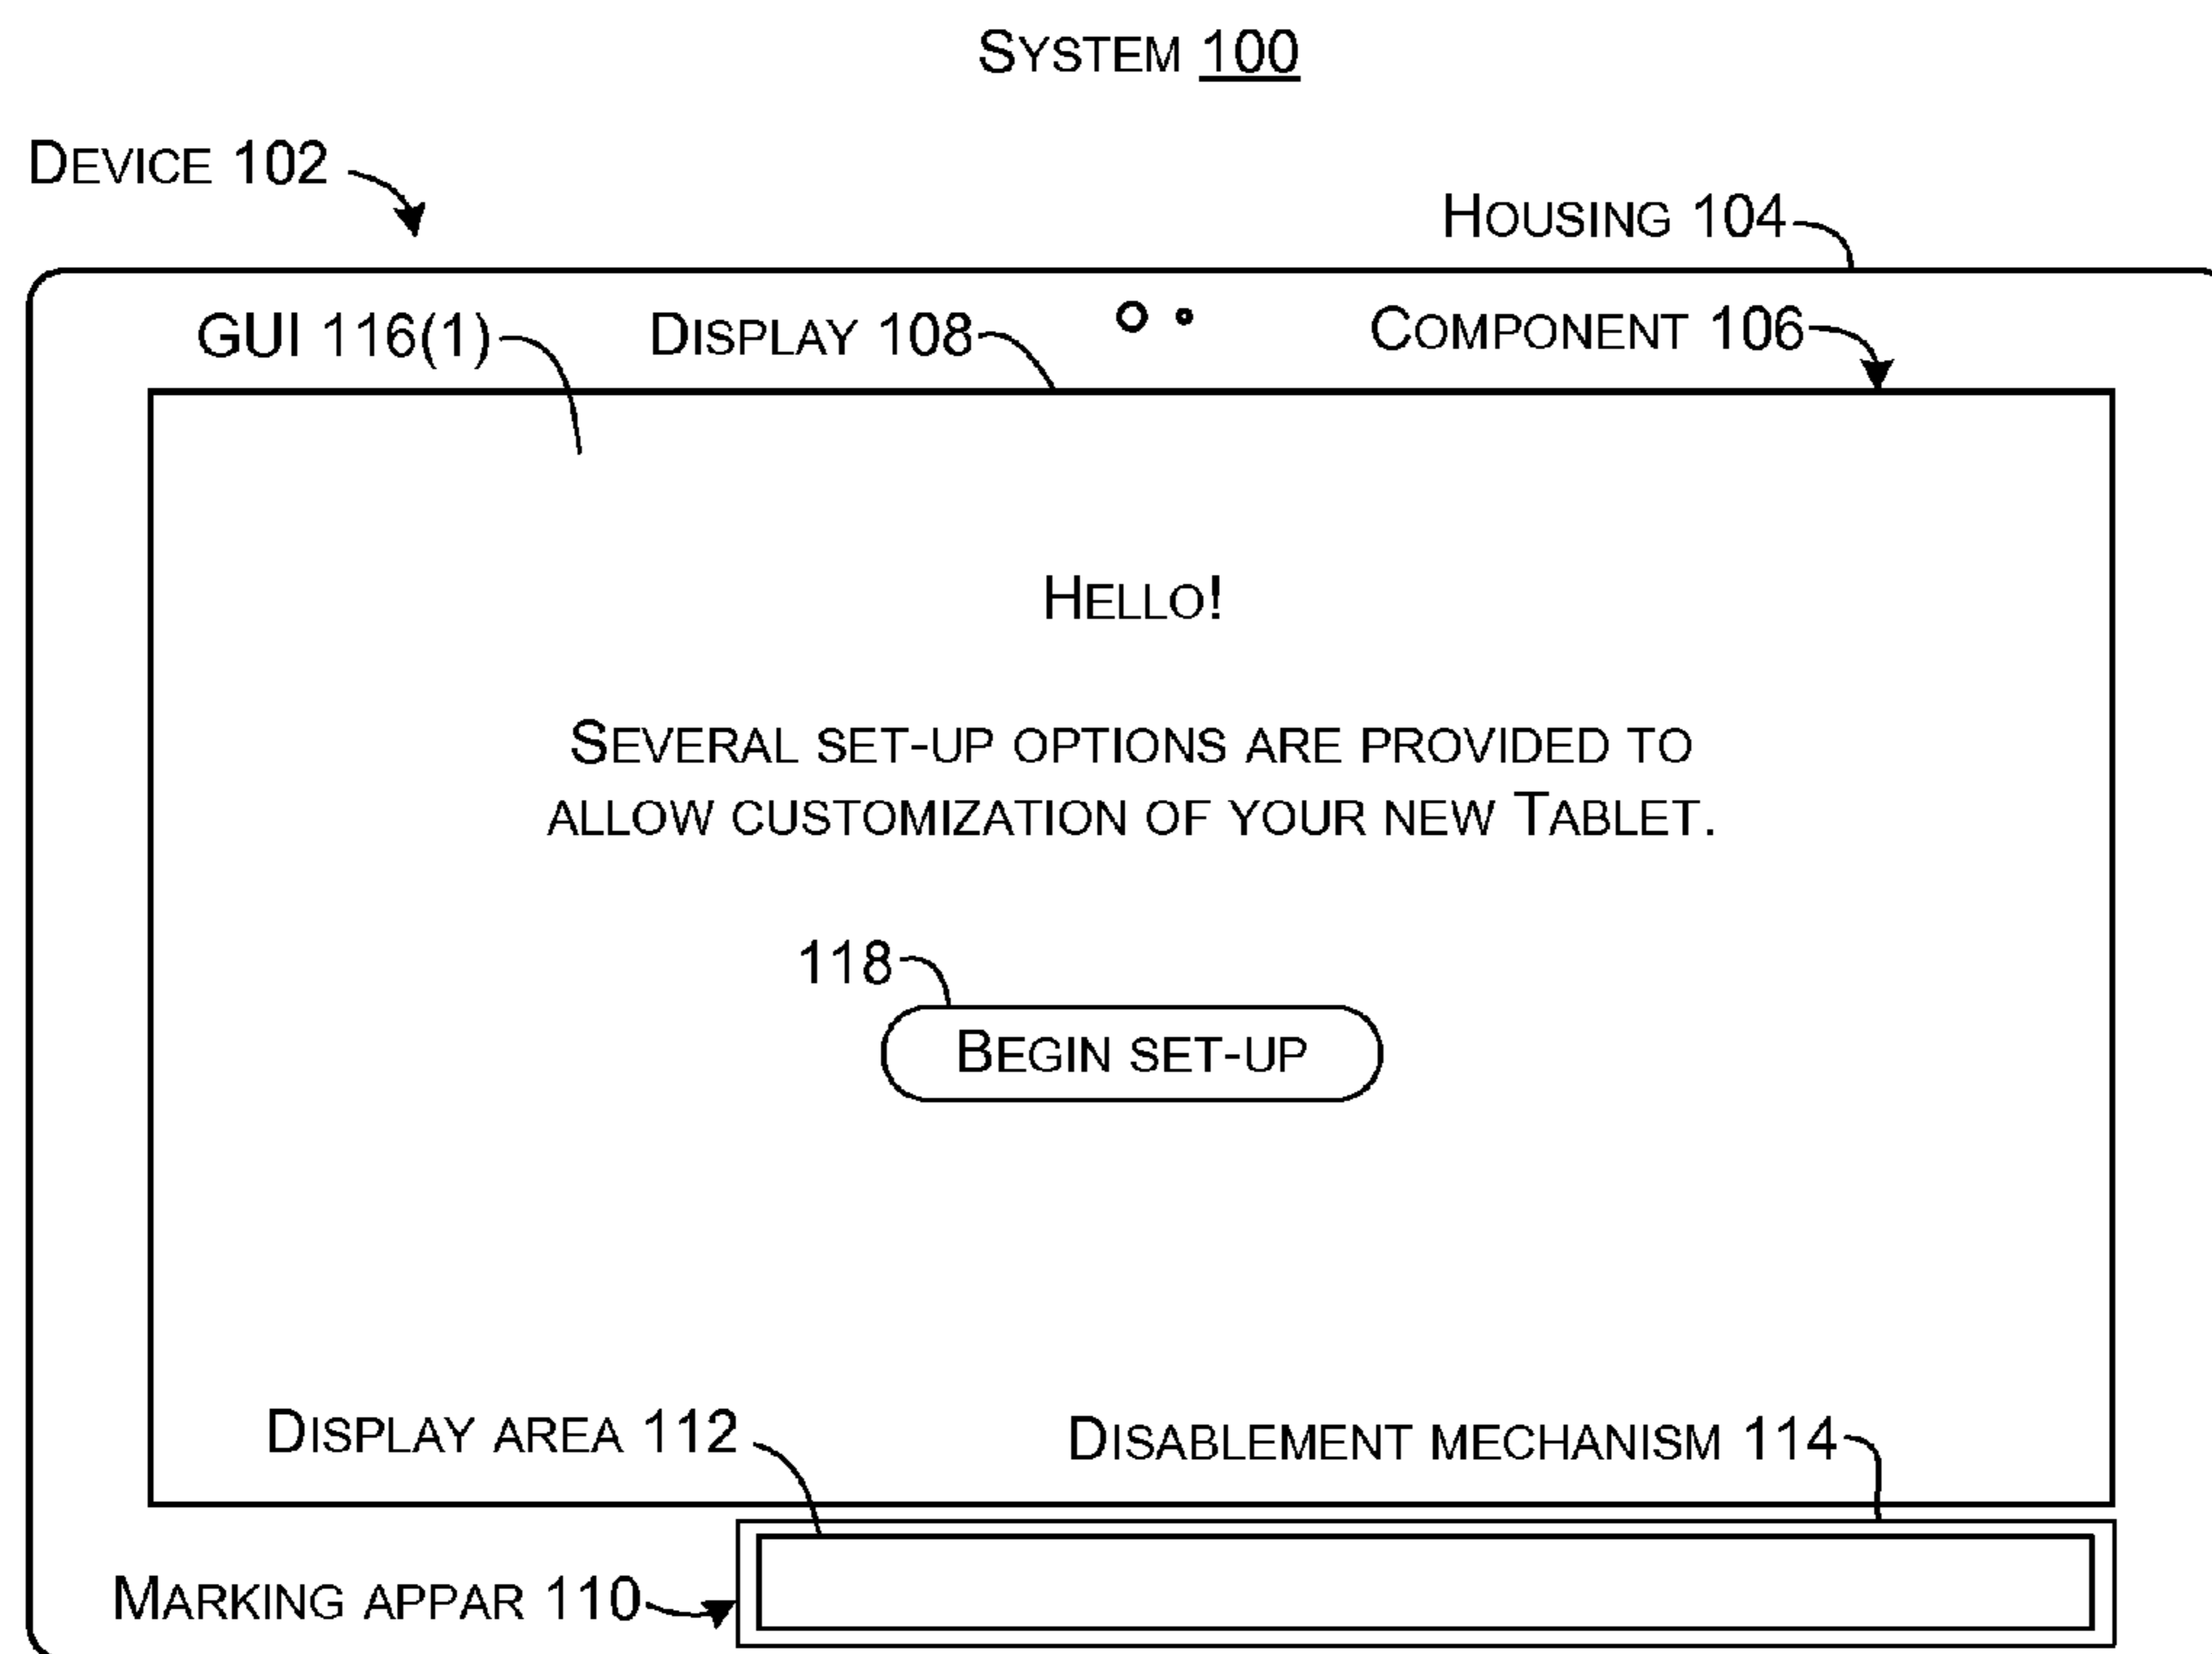 SYSTEM 100
DEVICE 102
HOUSING 104
GUI 116(1)
DISPLAY 108
COMPONENT 106
HELLO!
SEVERAL SET-UP OPTIONS ARE PROVIDED TO
ALLOW CUSTOMIZATION OF YOUR NEW TABLET.
118
BEGIN SET-UP
DISPLAY AREA 112
DISABLEMENT MECHANISM 114
MARKING APPAR 110